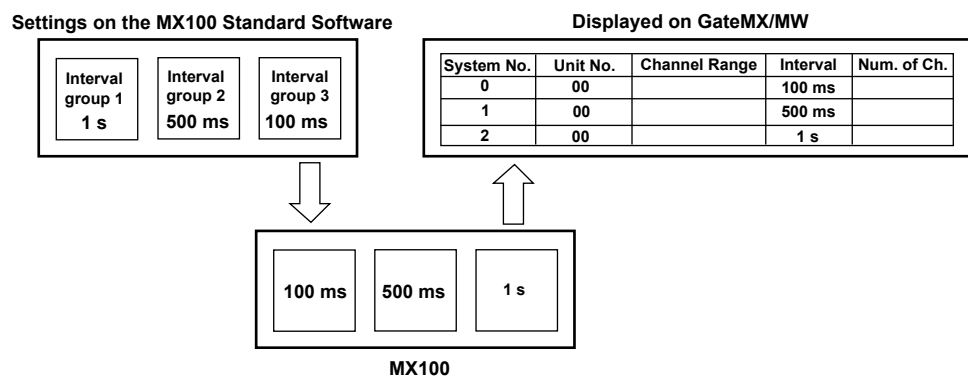 Settings on the MX100 Standard Software
Interval
group 1
1 s
Interval
group 2
500 ms
Interval
group 3
100 ms
Displayed on GateMX/MW
System No. Unit No. Channel Range Interval Num. of Ch.
0 00 100 ms
1 00 500 ms
2 00 1 s
100 ms 500 ms 1 s
MX100